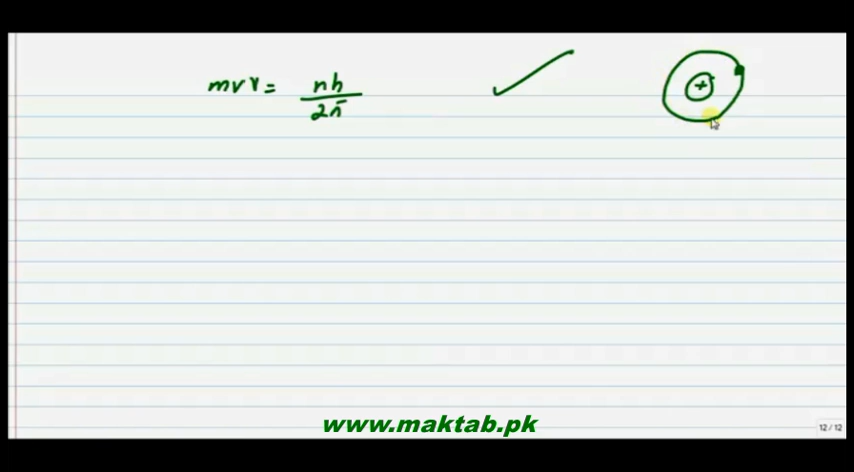 mvr = nh / 2π
+
www.maktab.pk
12 / 12